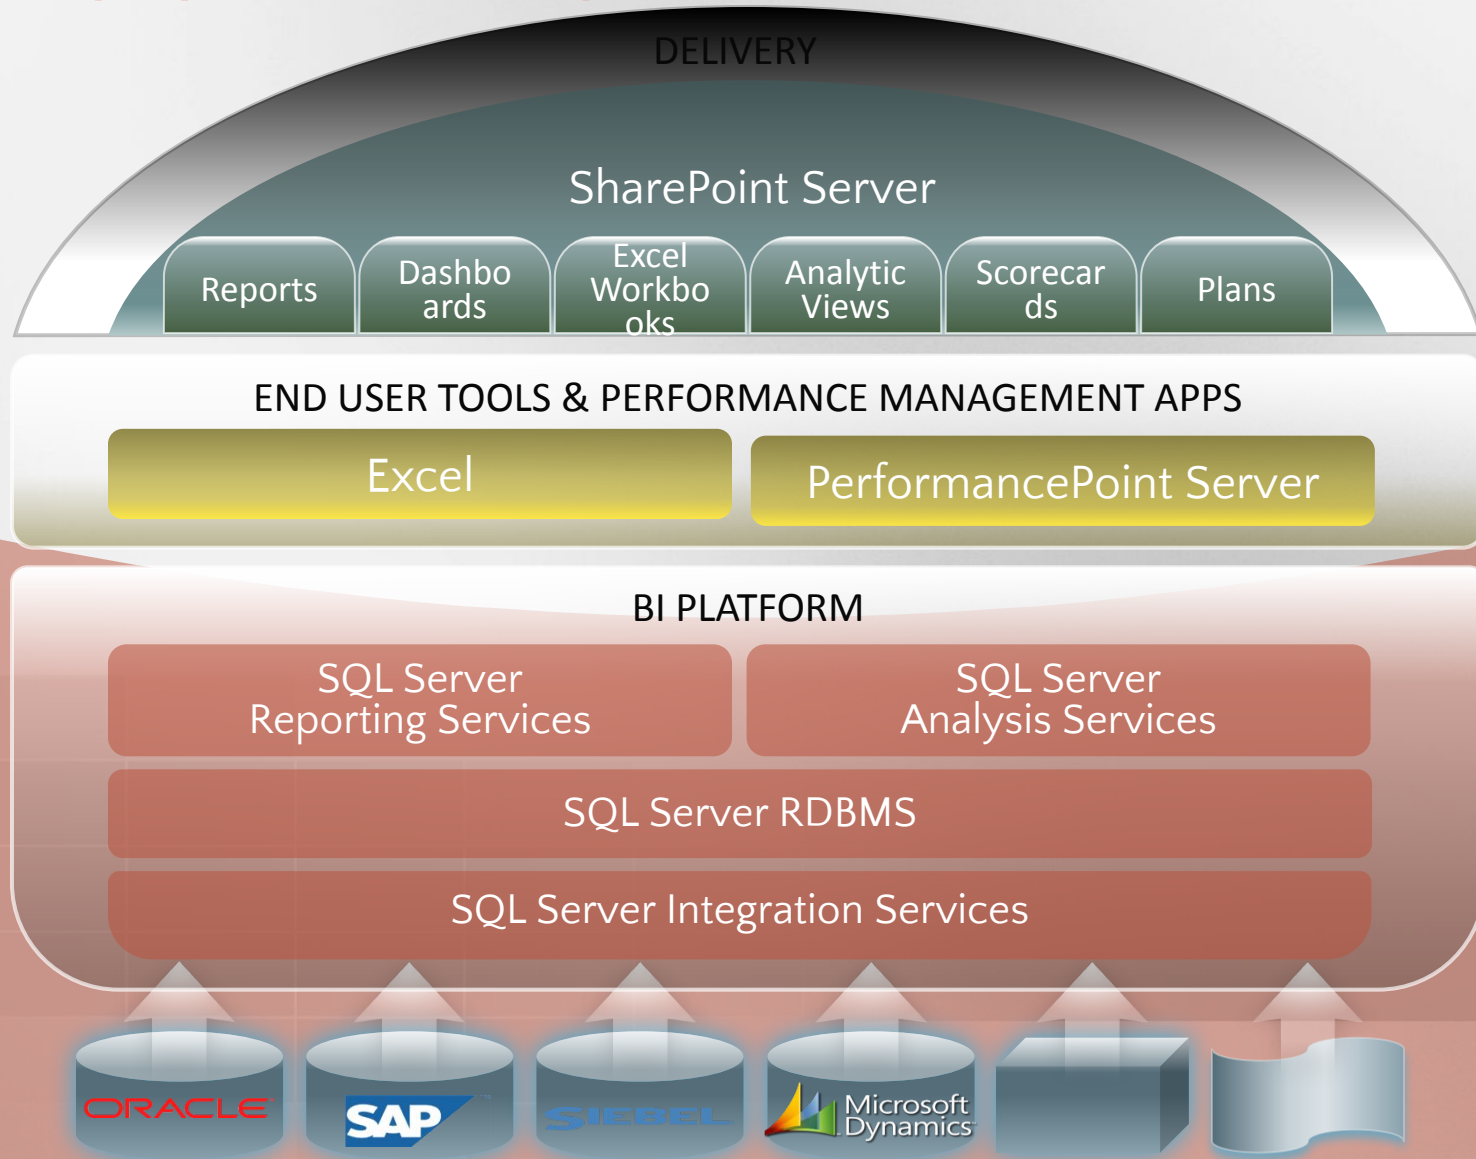 DELIVERY
SharePoint Server
Reports
Dashbo
ards
Excel
Workbo
oks
Analytic
Views
Scorecar
ds
Plans
END USER TOOLS & PERFORMANCE MANAGEMENT APPS
Excel
PerformancePoint Server
BI PLATFORM
SQL Server
Reporting Services
SQL Server
Analysis Services
SQL Server RDBMS
SQL Server Integration Services
ORACLE
SAP
SIEBEL
Microsoft
Dynamics